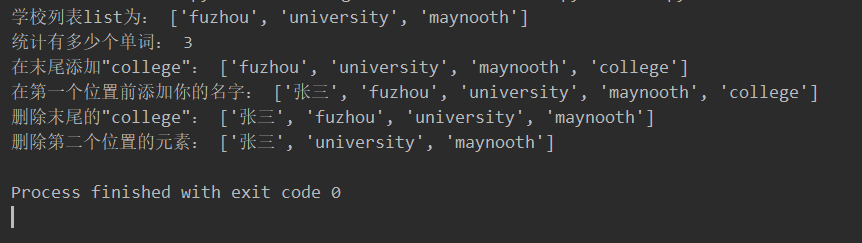 学校列表list为： ['fuzhou', 'university', 'maynooth']
统计有多少个单词： 3
在末尾添加"college"： ['fuzhou', 'university', 'maynooth', 'college']
在第一个位置前添加你的名字： ['张三', 'fuzhou', 'university', 'maynooth', 'college']
删除末尾的"college"： ['张三', 'fuzhou', 'university', 'maynooth']
删除第二个位置的元素： ['张三', 'university', 'maynooth']
Process finished with exit code 0